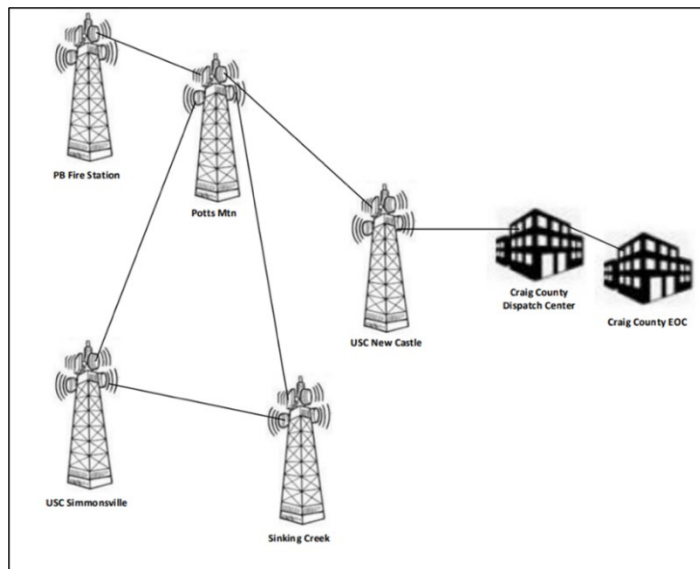 PB Fire Station
Potts Mtn
USC New Castle
Craig County
Dispatch Center
Craig County EOC
USC Simmonsville
Sinking Creek